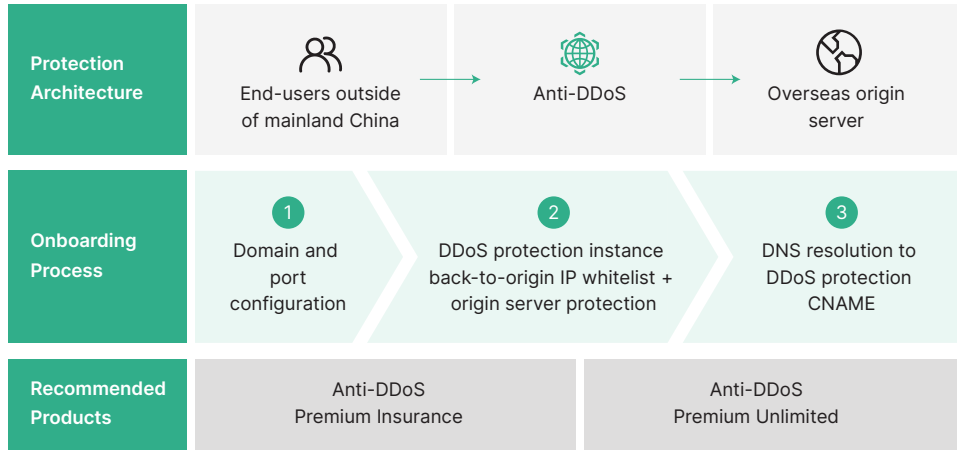 Protection
Architecture
End-users outside
of mainland China
Anti-DDoS
Overseas origin
server
Onboarding
Process
1
Domain and
port
configuration
2
DDoS protection instance
back-to-origin IP whitelist +
origin server protection
3
DNS resolution to
DDoS protection
CNAME
Recommended
Products
Anti-DDoS
Premium Insurance
Anti-DDoS
Premium Unlimited